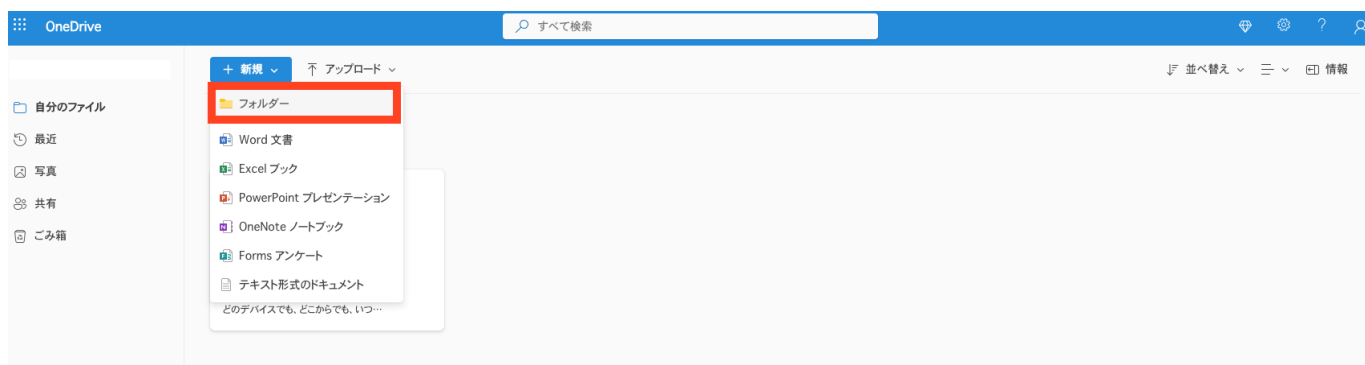 OneDrive
すべて検索
?
+ 新規
アップロード
並べ替え
情報
自分のファイル
最近
写真
共有
ごみ箱
フォルダー
Word 文書
Excel ブック
PowerPoint プレゼンテーション
OneNote ノートブック
Forms アンケート
テキスト形式のドキュメント
どのデバイスでも、どこからでも、いつ…